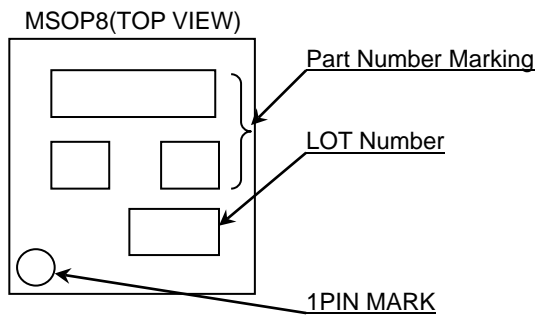 MSOP8(TOP VIEW)
Part Number Marking
LOT Number
1PIN MARK